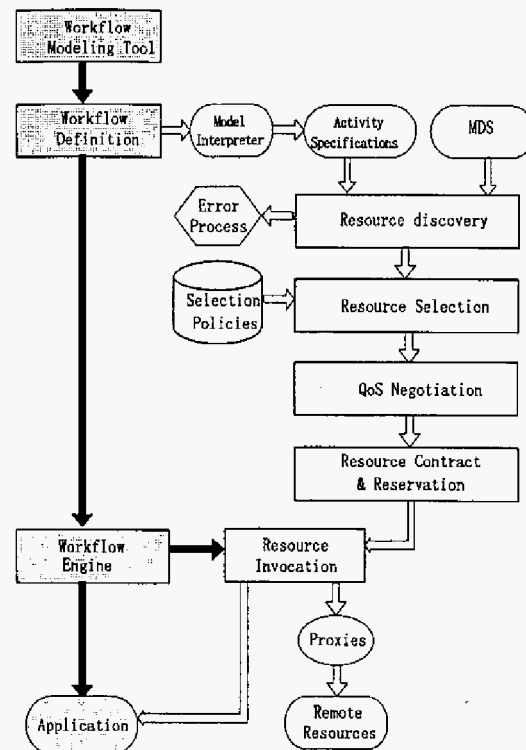 Workflow
Modeling Tool
Workflow
Definition
Model
Interpreter
Activity
Specifications
MDS
Error
Process
Resource discovery
Selection
Policies
Resource Selection
QoS Negotiation
Resource Contract
& Reservation
Workflow
Engine
Resource
Invocation
Proxies
Application
Remote
Resources